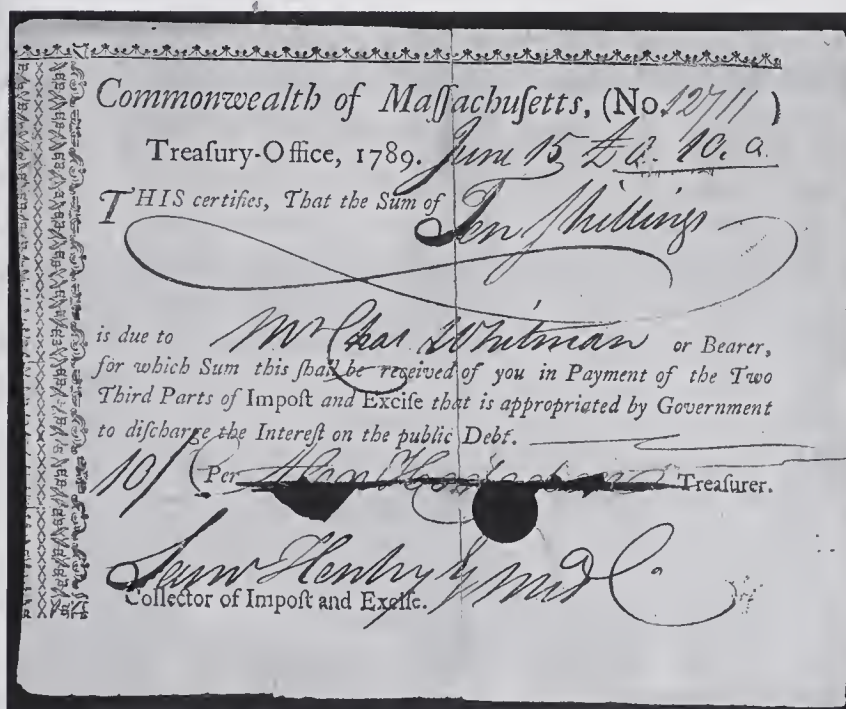 Commonwealth of Maſſachuſetts, (No. 12711)
Treaſury-Office, 1789. June 15 £0. 10. 0
THIS certifies, That the Sum of Ten ſhillings
is due to Mr Chas Whitman or Bearer,
for which Sum this ſhall be received of you in Payment of the Two
Third Parts of Impoſt and Exciſe that is appropriated by Government
to diſcharge the Intereſt on the public Debt.
10/ Per Treaſurer.
Saml Henly
Collector of Impoſt and Exciſe.